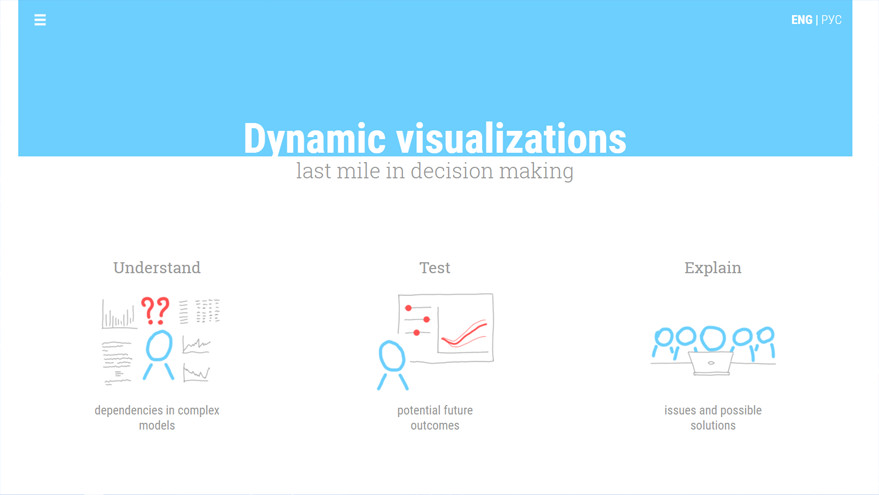 ENG | РУС
Dynamic visualizations
last mile in decision making
Understand
Test
Explain
??
dependencies in complex
models
potential future
outcomes
issues and possible
solutions